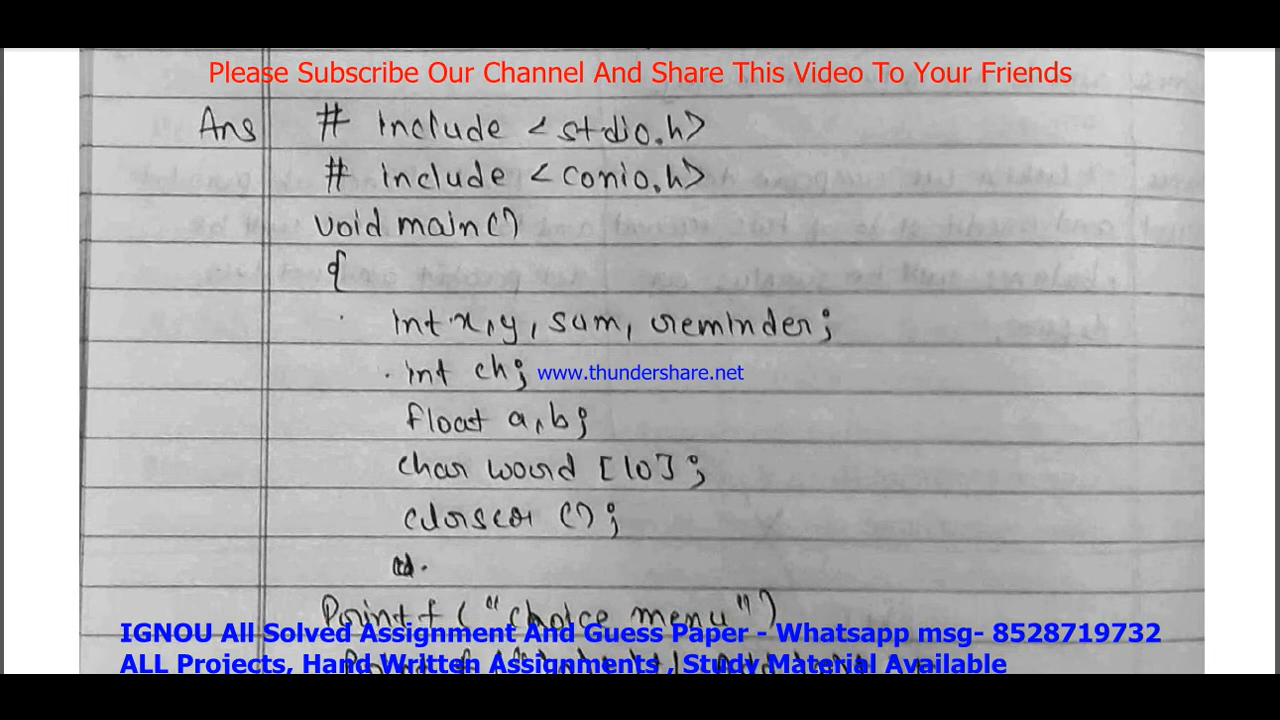 Please Subscribe Our Channel And Share This Video To Your Friends
Ans # include <stdio.h>
# include <conio.h>
void main()
{
int x, y, sum, reminder;
int ch; www.thundershare.net
float a, b;
char word [10];
clrscr ();
Printf ("choice menu")
IGNOU All Solved Assignment And Guess Paper - Whatsapp msg- 8528719732
ALL Projects, Hand Written Assignments , Study Material Available